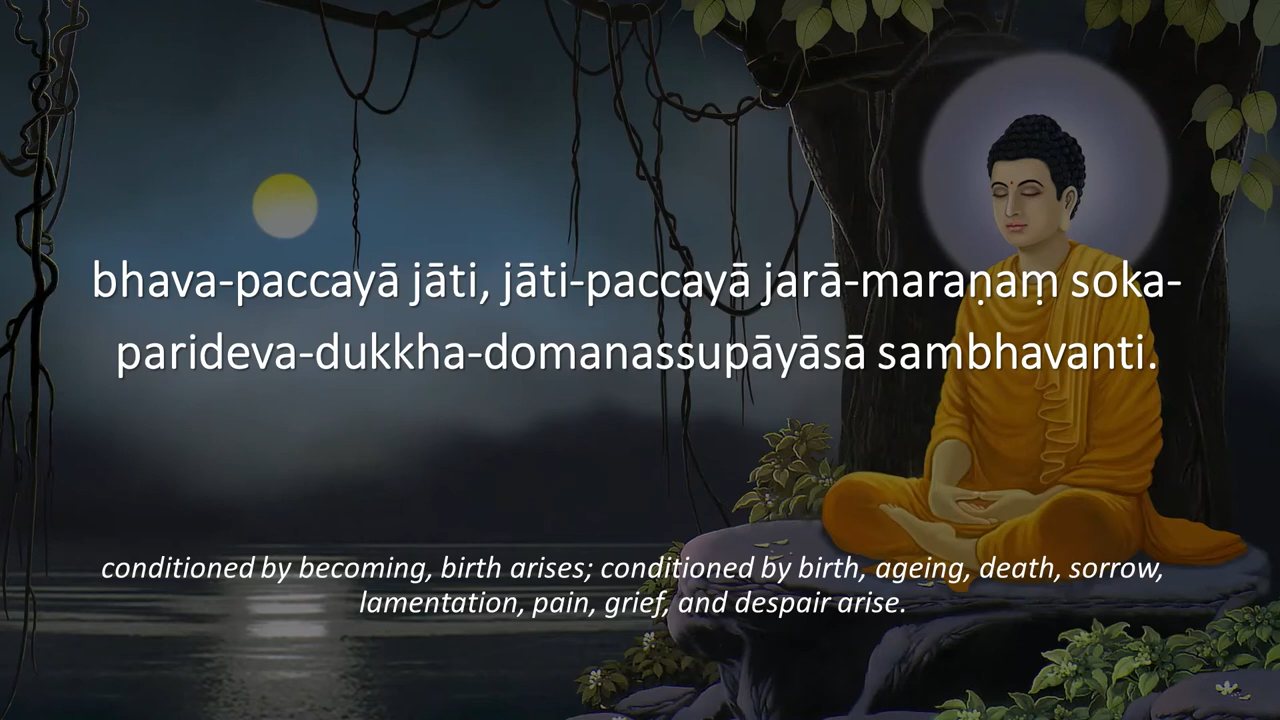 bhava-paccayā jāti, jāti-paccayā jarā-maraṇaṃ soka-
parideva-dukkha-domanassupāyāsā sambhavanti.
conditioned by becoming, birth arises; conditioned by birth, ageing, death, sorrow,
lamentation, pain, grief, and despair arise.